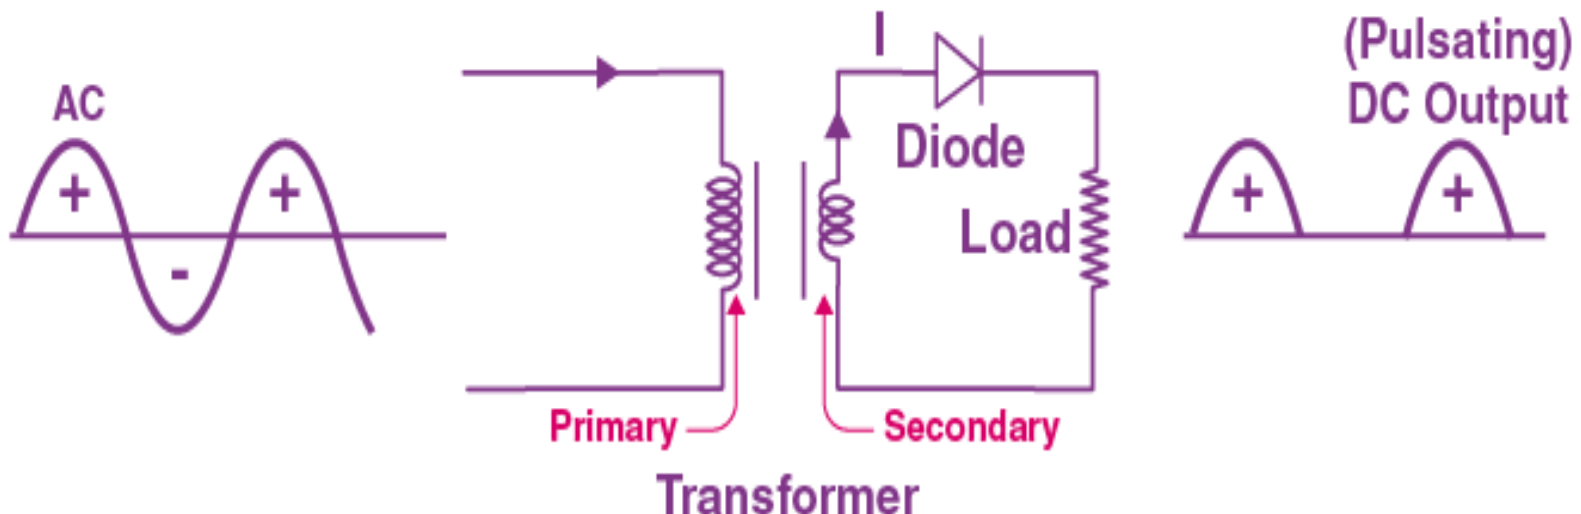 AC
+
+
-
I
Diode
Load
Primary
Secondary
Transformer
(Pulsating)
DC Output
+
+